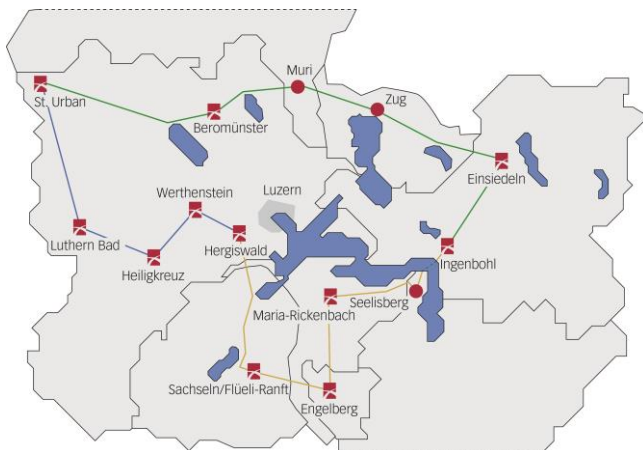 Muri
Zug
St. Urban
Beromünster
Einsiedeln
Werthenstein
Luzern
Luthern Bad
Hergiswald
Heiligkreuz
Ingenbohl
Seelisberg
Maria-Rickenbach
Sachseln/Flüeli-Ranft
Engelberg